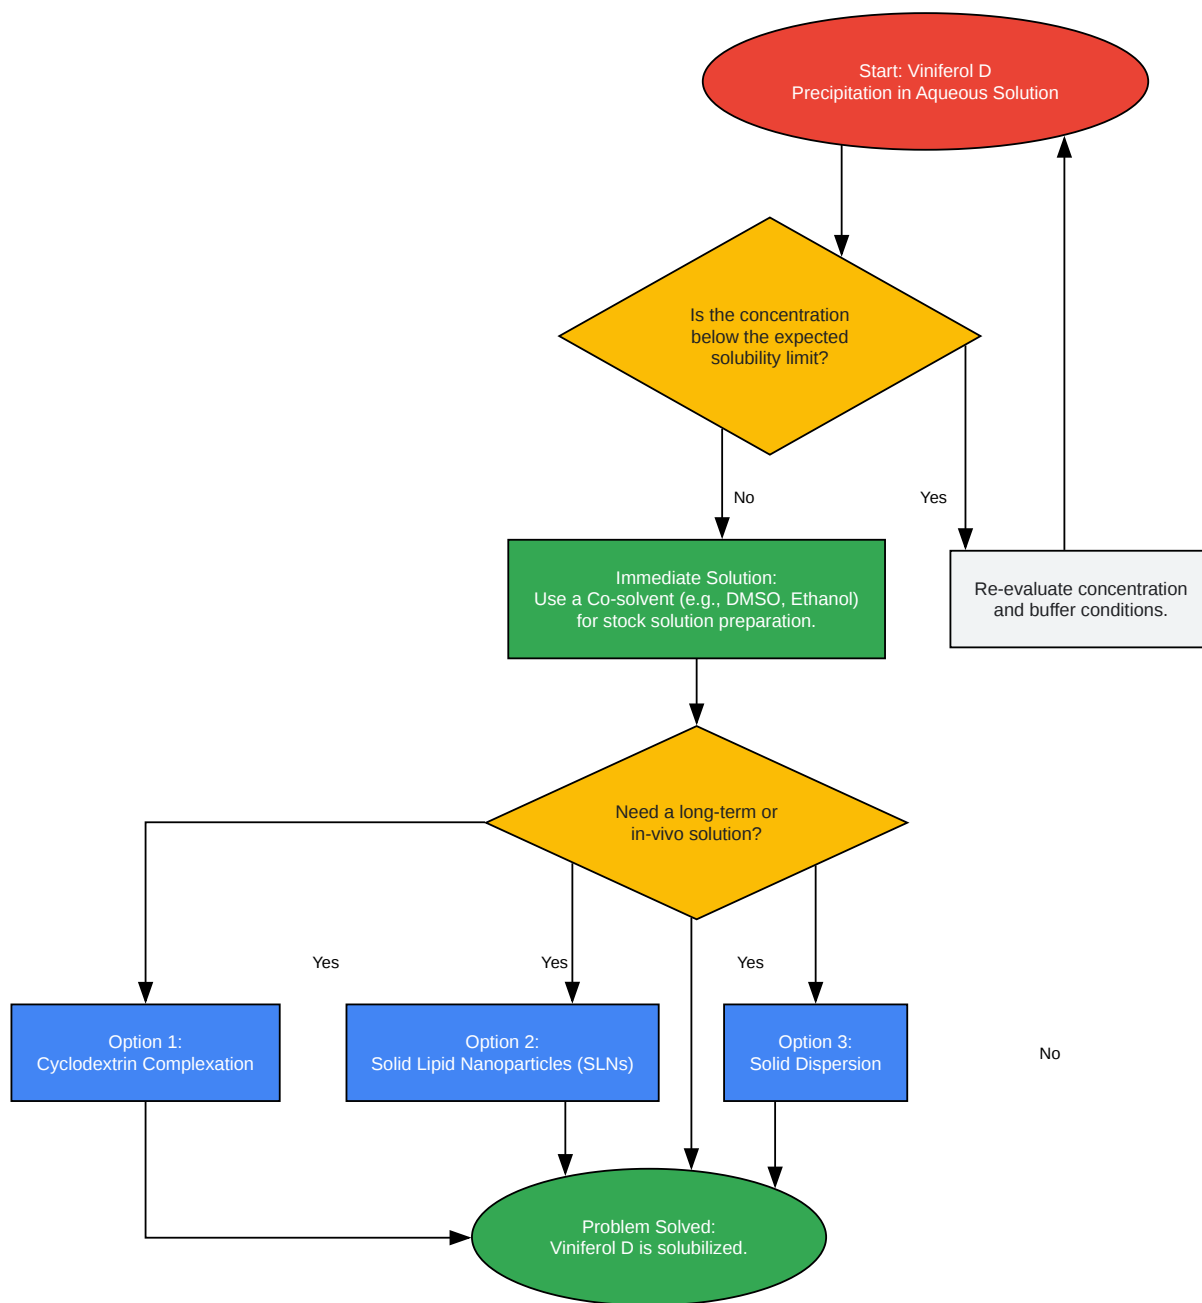 Start: Viniferol D
Precipitation in Aqueous Solution
Is the concentration
below the expected
solubility limit?
No
Yes
Immediate Solution:
Use a Co-solvent (e.g., DMSO, Ethanol)
for stock solution preparation.
Re-evaluate concentration
and buffer conditions.
Need a long-term or
in-vivo solution?
Yes
Yes
Yes
Option 1:
Cyclodextrin Complexation
Option 2:
Solid Lipid Nanoparticles (SLNs)
Option 3:
Solid Dispersion
No
Problem Solved:
Viniferol D is solubilized.